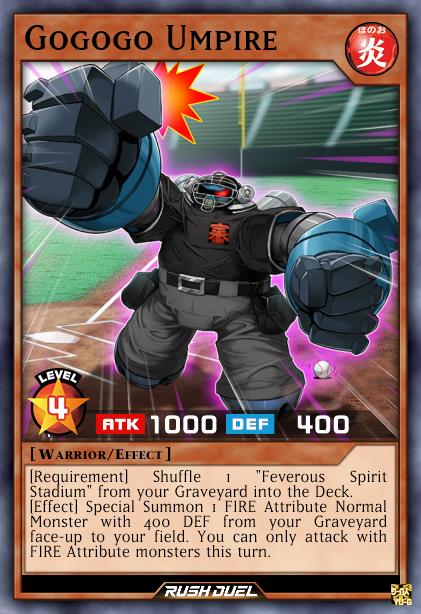 Gogogo Umpire
ほのお
炎
塞
LEVEL
4
ATK 1000 DEF 400
[Warrior/Effect]
[Requirement] Shuffle 1 "Feverous Spirit
Stadium" from your Graveyard into the Deck.
[Effect] Special Summon 1 FIRE Attribute Normal
Monster with 400 DEF from your Graveyard
face-up to your field. You can only attack with
FIRE Attribute monsters this turn.
RUSH DUEL